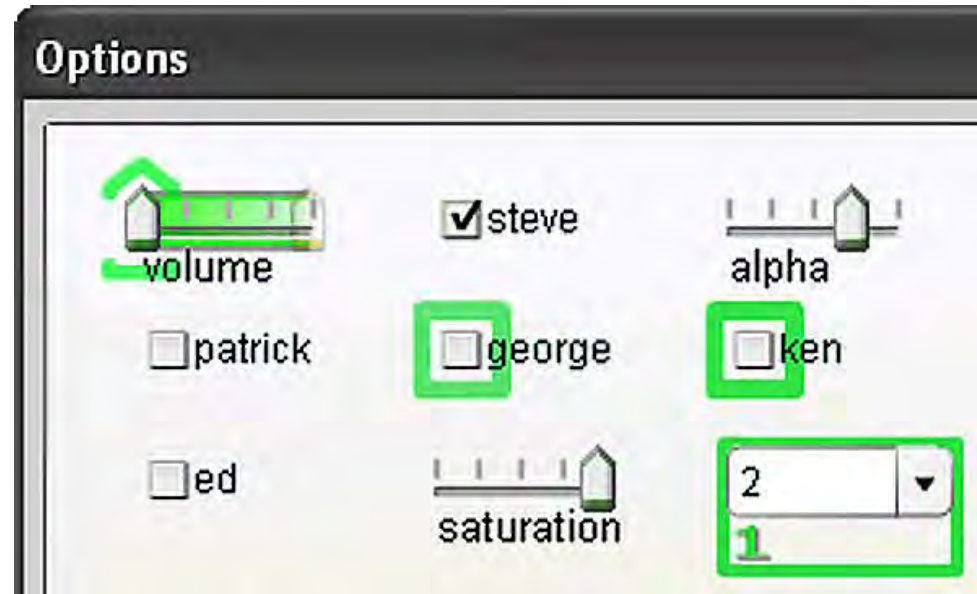 Options
steve
volume
alpha
patrick
george
ken
ed
2
saturation
1